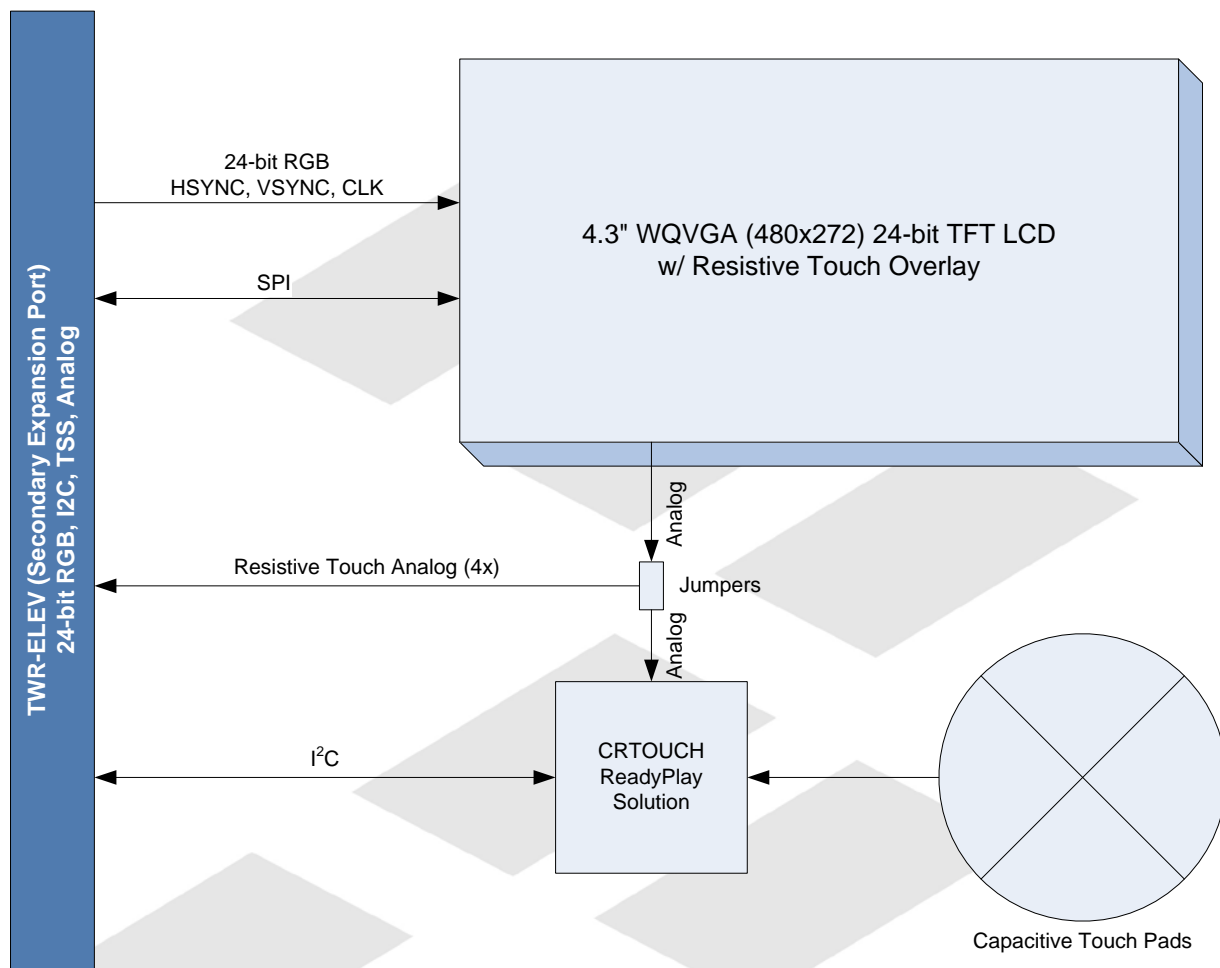 24-bit RGB
HSYNC, VSYNC, CLK
4.3" WQVGA (480x272) 24-bit TFT LCD
w/ Resistive Touch Overlay
SPI
TWR-ELEV (Secondary Expansion Port)
24-bit RGB, I2C, TSS, Analog
Analog
Resistive Touch Analog (4x)
Jumpers
Analog
I²C
CRTOUCH
ReadyPlay
Solution
Capacitive Touch Pads